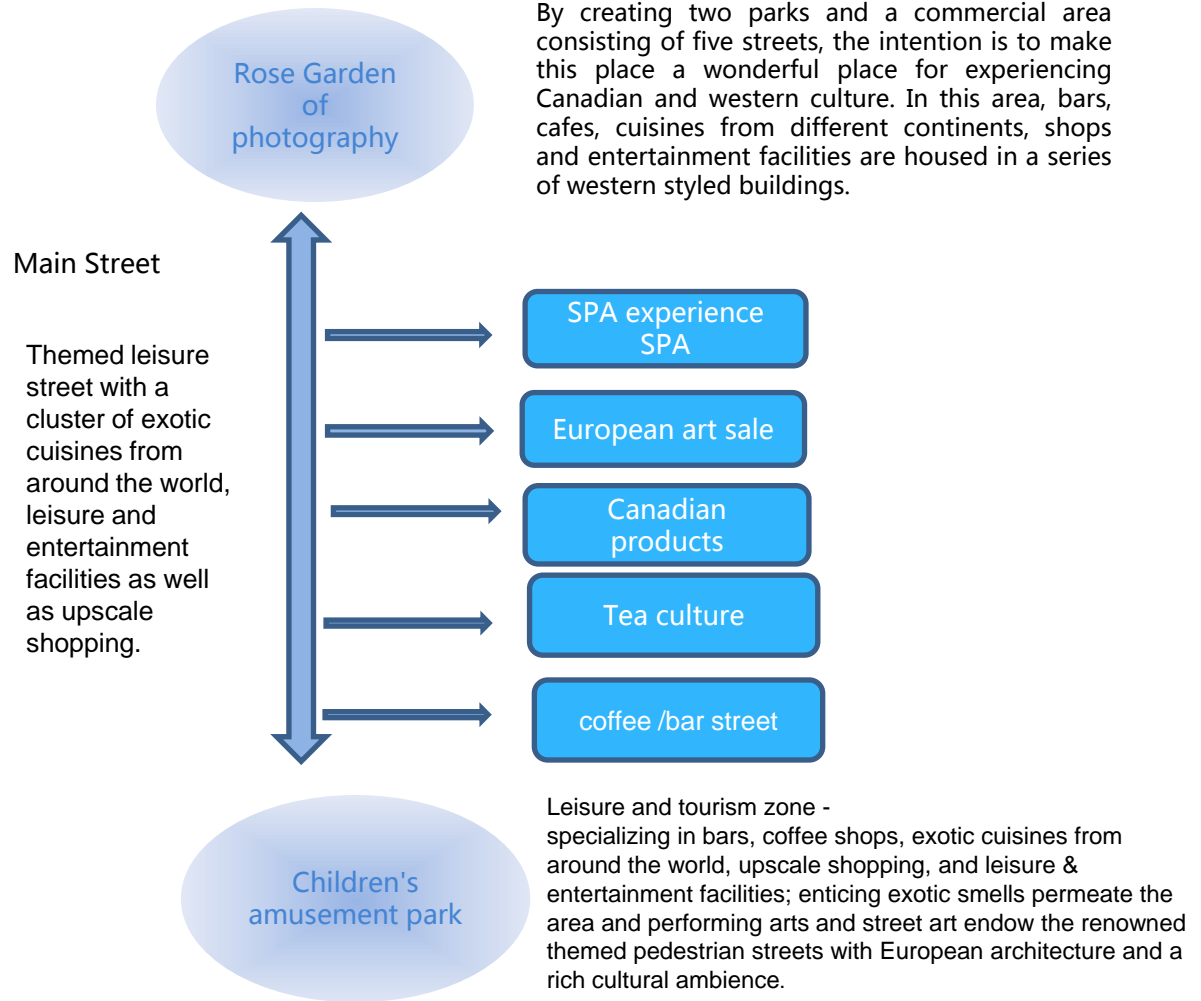 Rose Garden
of
photography
By creating two parks and a commercial area
consisting of five streets, the intention is to make
this place a wonderful place for experiencing
Canadian and western culture. In this area, bars,
cafes, cuisines from different continents, shops
and entertainment facilities are housed in a series
of western styled buildings.
Main Street
Themed leisure
street with a
cluster of exotic
cuisines from
around the world,
leisure and
entertainment
facilities as well
as upscale
shopping.
SPA experience
SPA
European art sale
Canadian
products
Tea culture
coffee /bar street
Children's
amusement park
Leisure and tourism zone -
specializing in bars, coffee shops, exotic cuisines from
around the world, upscale shopping, and leisure &
entertainment facilities; enticing exotic smells permeate the
area and performing arts and street art endow the renowned
themed pedestrian streets with European architecture and a
rich cultural ambience.